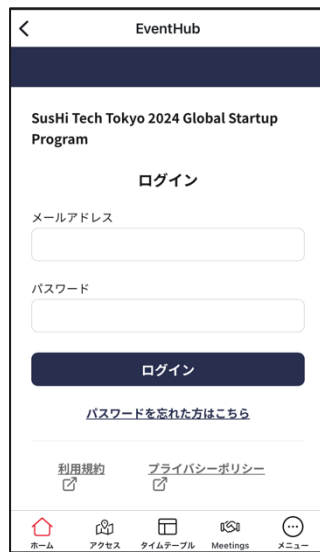 EventHub
SusHi Tech Tokyo 2024 Global Startup
Program
ログイン
メールアドレス
パスワード
ログイン
パスワードを忘れた方はこちら
利用規約 プライバシーポリシー
ホーム アクセス タイムテーブル Meetings メニュー